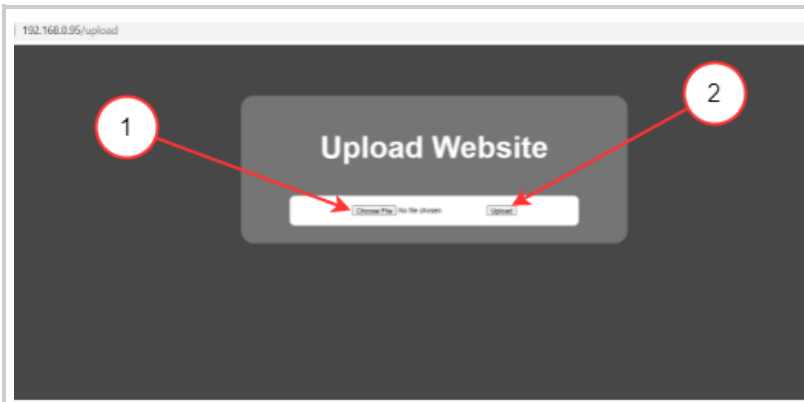 192.168.0.95/upload
1
2
Upload Website
Choose File No file chosen Upload